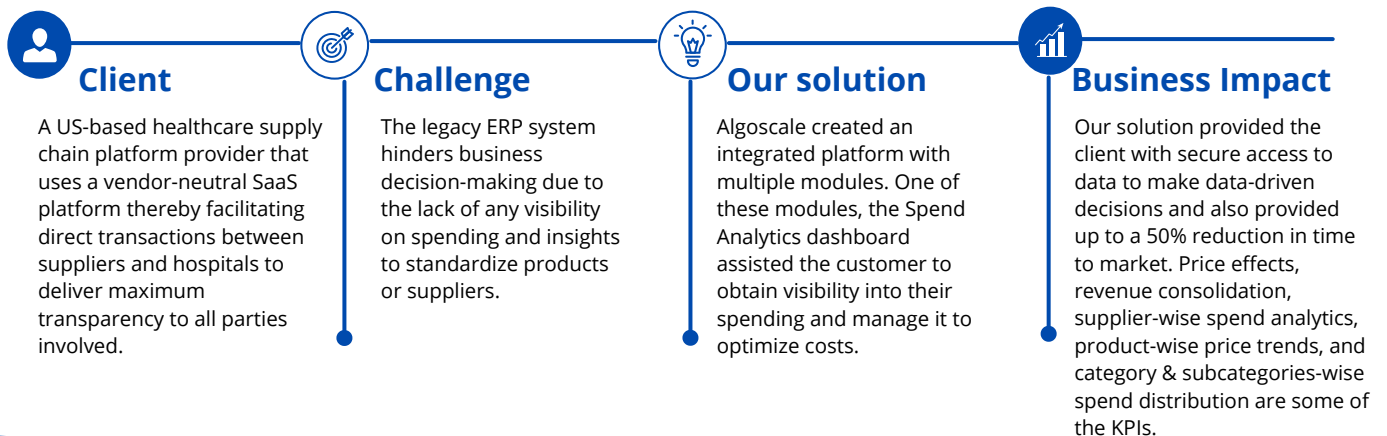 Client
A US-based healthcare supply
chain platform provider that
uses a vendor-neutral SaaS
platform thereby facilitating
direct transactions between
suppliers and hospitals to
deliver maximum
transparency to all parties
involved.
Challenge
The legacy ERP system
hinders business
decision-making due to
the lack of any visibility
on spending and insights
to standardize products
or suppliers.
Our solution
Algoscale created an
integrated platform with
multiple modules. One of
these modules, the Spend
Analytics dashboard
assisted the customer to
obtain visibility into their
spending and manage it to
optimize costs.
Business Impact
Our solution provided the
client with secure access to
data to make data-driven
decisions and also provided
up to a 50% reduction in time
to market. Price effects,
revenue consolidation,
supplier-wise spend analytics,
product-wise price trends, and
category & subcategories-wise
spend distribution are some of
the KPIs.